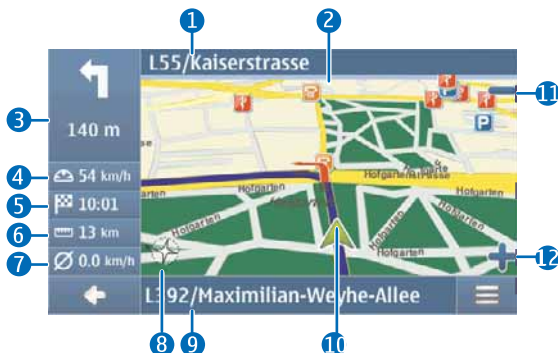 1
2
L55/Kaiserstrasse
11
P
3
140 m
4
54 km/h
5
10:01
Hofgarten
Hofgarten
Hofgarten
Hofgarten
6
13 km
7
0.0 km/h
12
L392/Maximilian-Weyhe-Allee
8
9
10